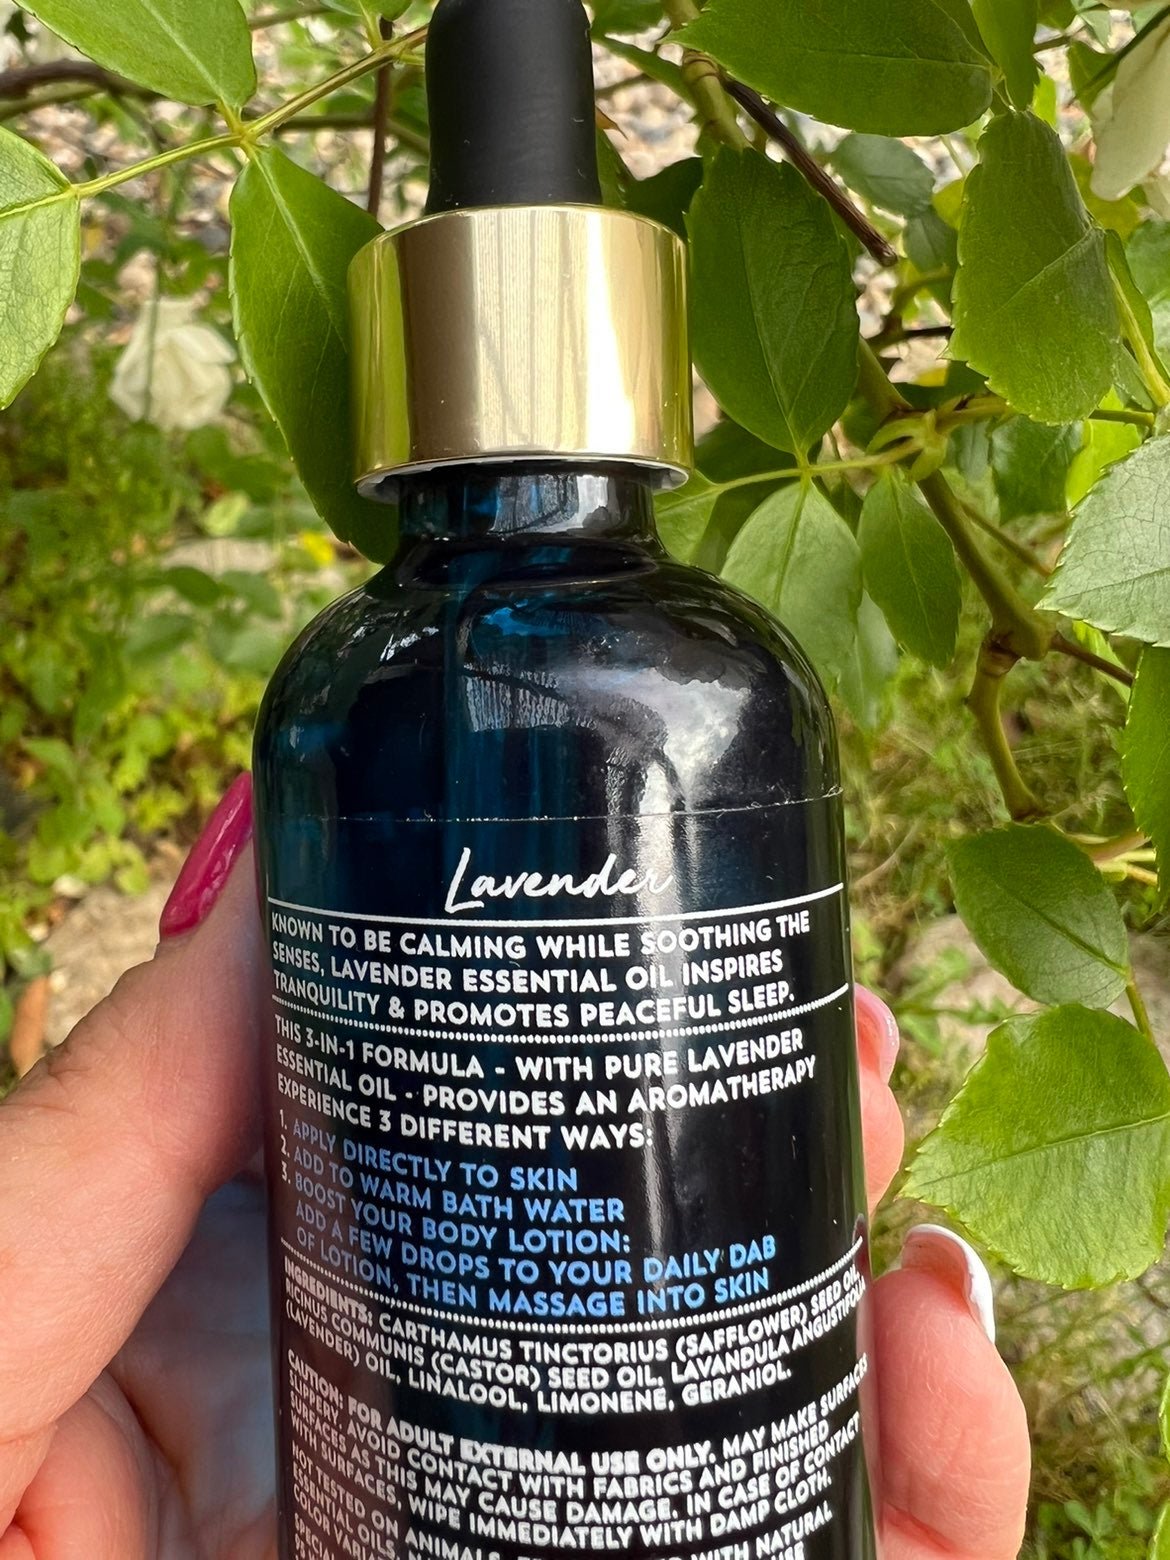 Lavender
KNOWN TO BE CALMING WHILE SOOTHING THE
SENSES, LAVENDER ESSENTIAL OIL INSPIRES
TRANQUILITY & PROMOTES PEACEFUL SLEEP.
THIS 3-IN-1 FORMULA - WITH PURE LAVENDER
ESSENTIAL OIL - PROVIDES AN AROMATHERAPY
EXPERIENCE 3 DIFFERENT WAYS:
1. APPLY DIRECTLY TO SKIN
2. ADD TO WARM BATH WATER
3. BOOST YOUR BODY LOTION:
ADD A FEW DROPS TO YOUR DAILY DAB
OF LOTION, THEN MASSAGE INTO SKIN
INGREDIENTS: CARTHAMUS TINCTORIUS (SAFFLOWER) SEED OIL,
RICINUS COMMUNIS (CASTOR) SEED OIL, LAVANDULA ANGUSTIFOLIA
(LAVENDER) OIL, LINALOOL, LIMONENE, GERANIOL.
CAUTION: FOR ADULT EXTERNAL USE ONLY. MAY MAKE SURFACES
SLIPPERY, AVOID CONTACT WITH FABRICS AND FINISHED
SURFACES AS THIS MAY CAUSE DAMAGE. IN CASE OF CONTACT
WITH SURFACES, WIPE IMMEDIATELY WITH DAMP CLOTH.
NOT TESTED ON ANIMALS. WITH NATURAL
ESSENTIAL OILS,
COLOR